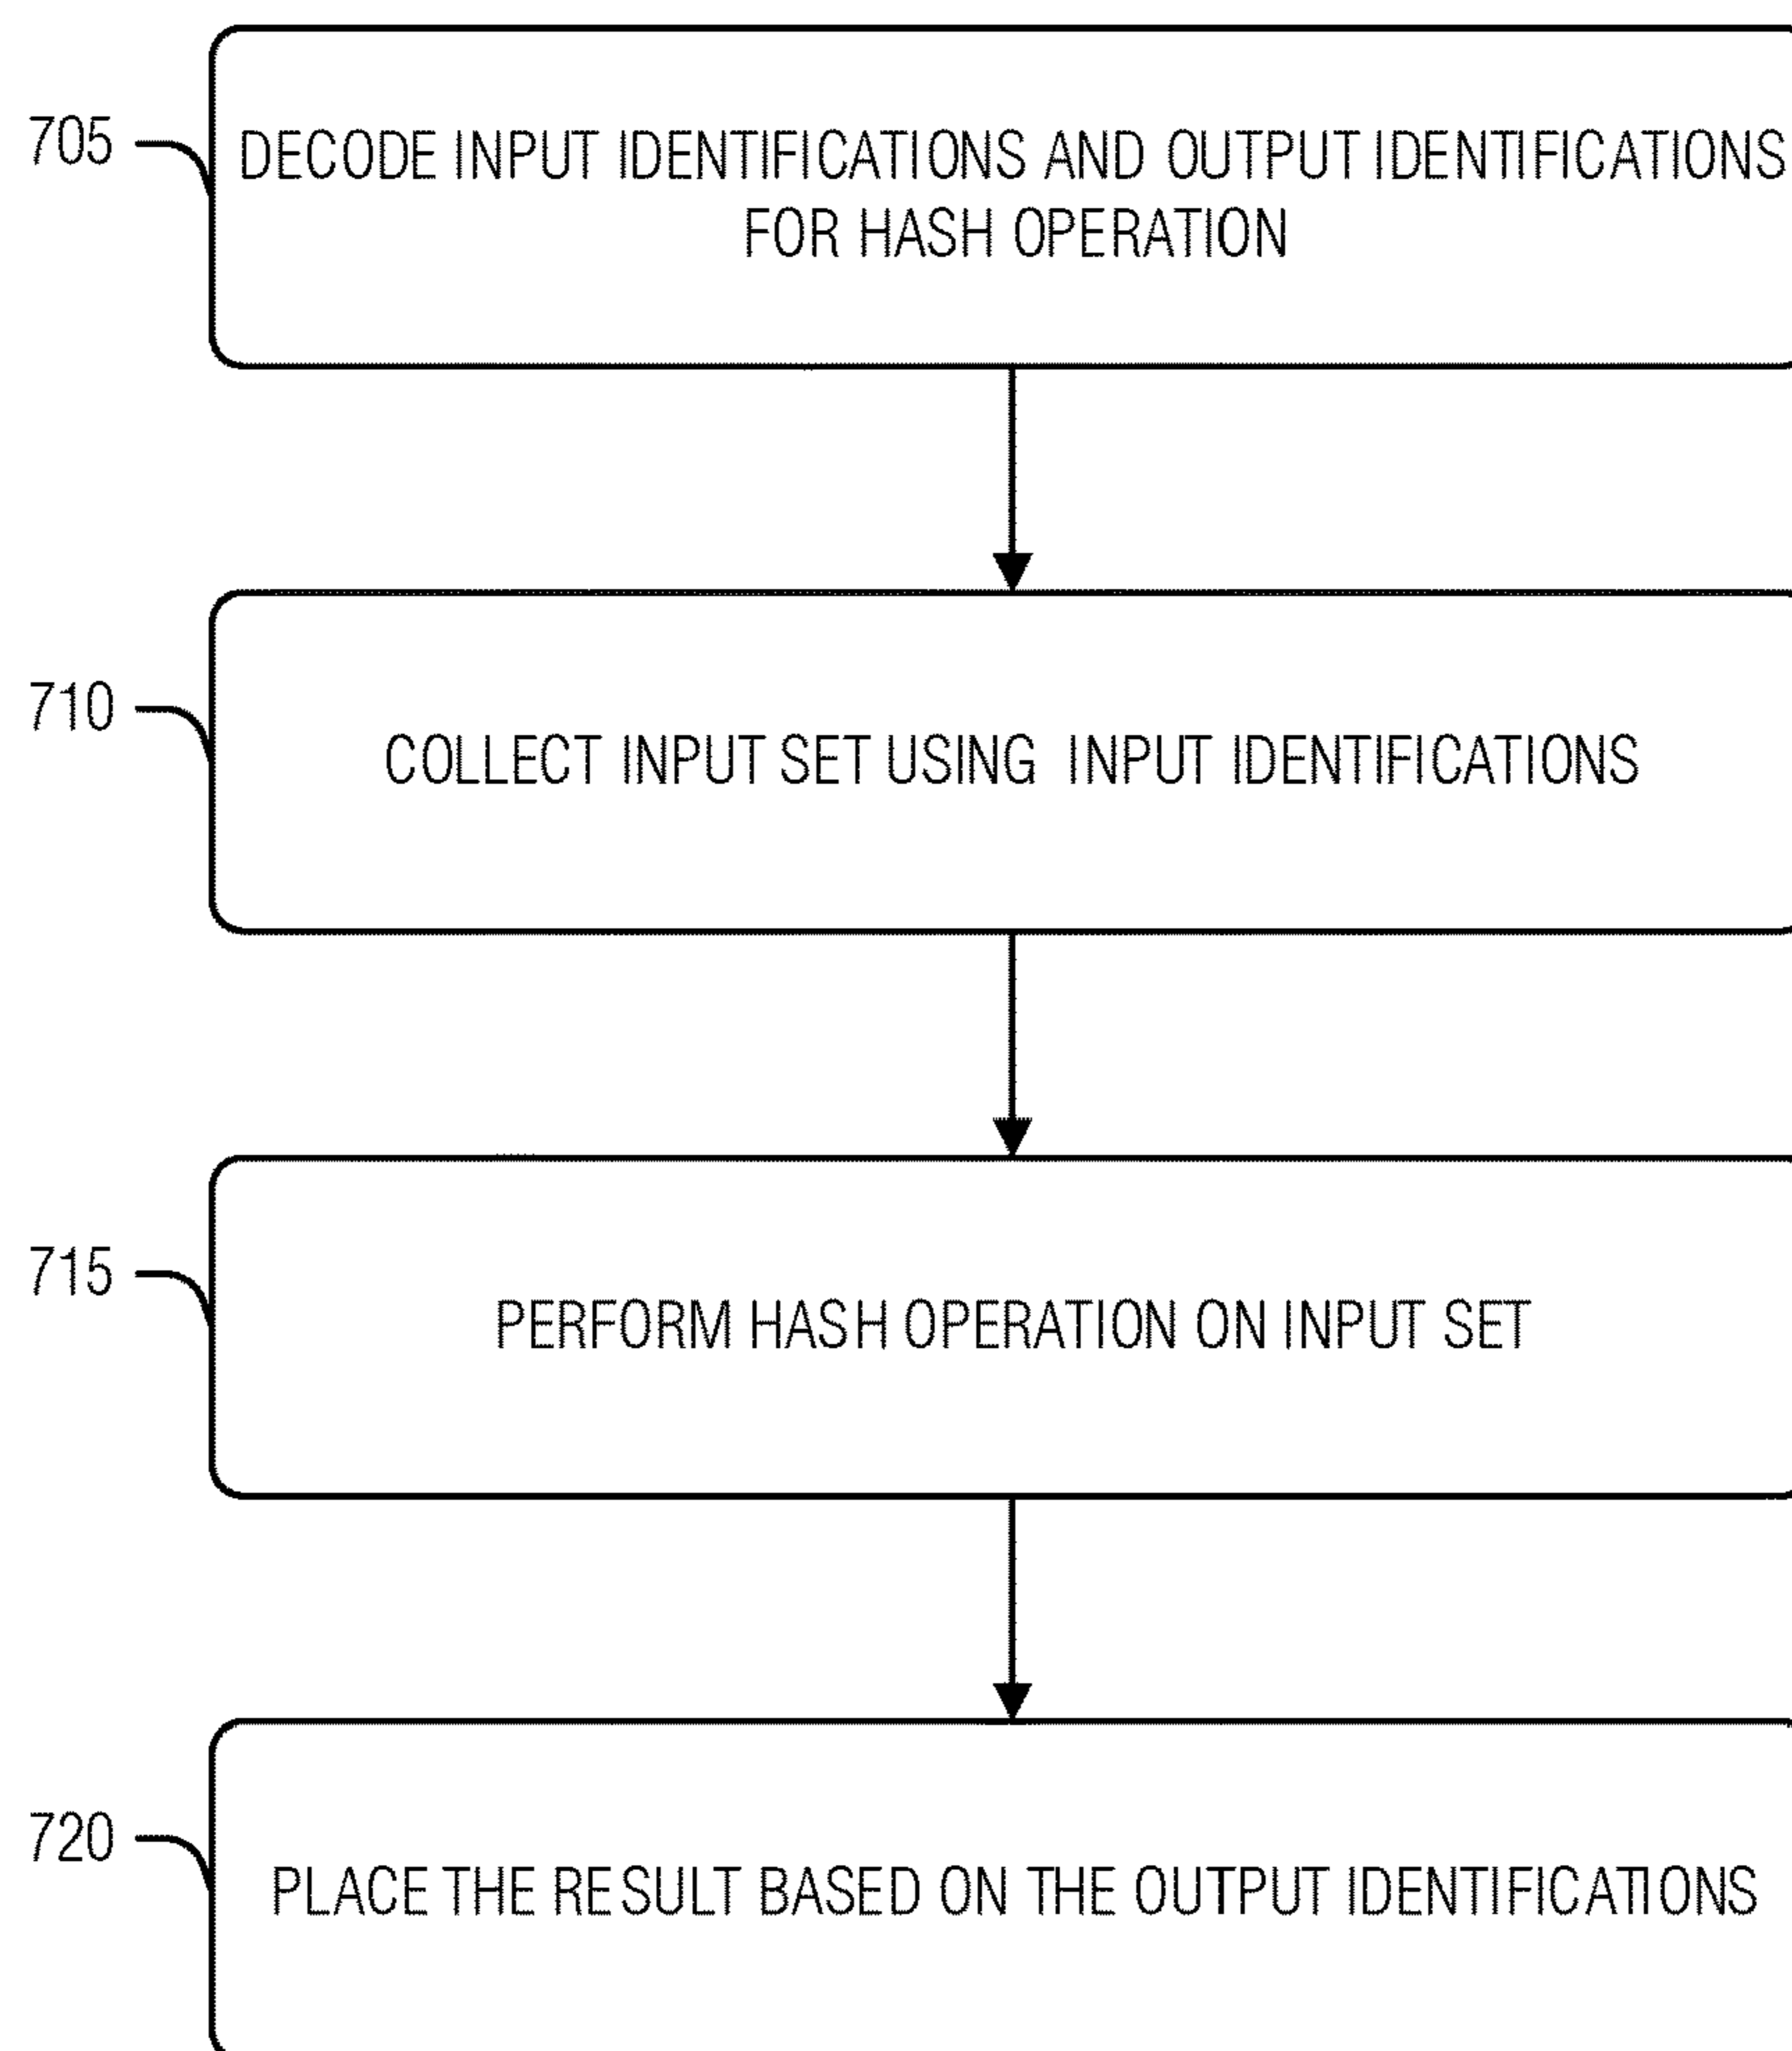 705
DECODE INPUT IDENTIFICATIONS AND OUTPUT IDENTIFICATIONS
FOR HASH OPERATION
710
COLLECT INPUT SET USING INPUT IDENTIFICATIONS
715
PERFORM HASH OPERATION ON INPUT SET
720
PLACE THE RESULT BASED ON THE OUTPUT IDENTIFICATIONS